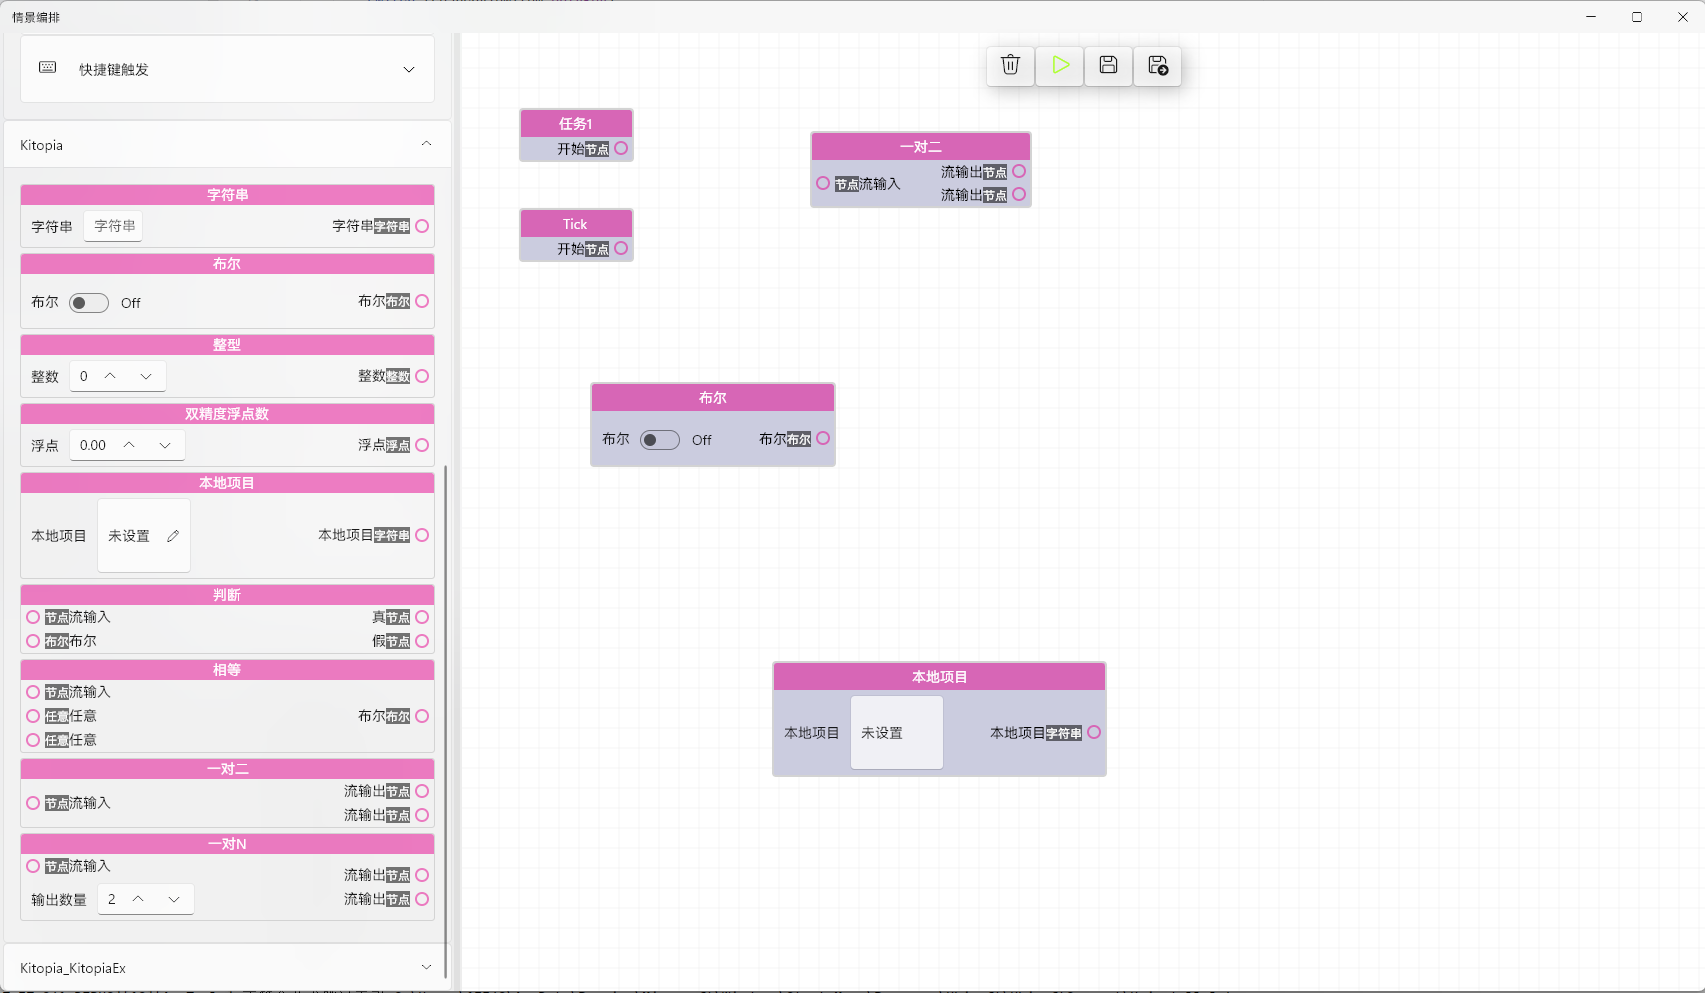 情景编排
快捷键触发
Kitopia
字符串
字符串 字符串 字符串字符串
布尔
布尔 Off 布尔布尔
整型
整数 0 整数整数
双精度浮点数
浮点 0.00 浮点浮点
本地项目
本地项目 未设置 本地项目字符串
判断
节点流输入 真节点
布尔布尔 假节点
相等
节点流输入
任意任意 布尔布尔
任意任意
一对二
流输出节点
节点流输入
流输出节点
一对N
节点流输入
流输出节点
输出数量 2 流输出节点
Kitopia_KitopiaEx
任务1
开始节点
Tick
开始节点
一对二
流输出节点
节点流输入
流输出节点
布尔
布尔 Off 布尔布尔
本地项目
本地项目 未设置 本地项目字符串